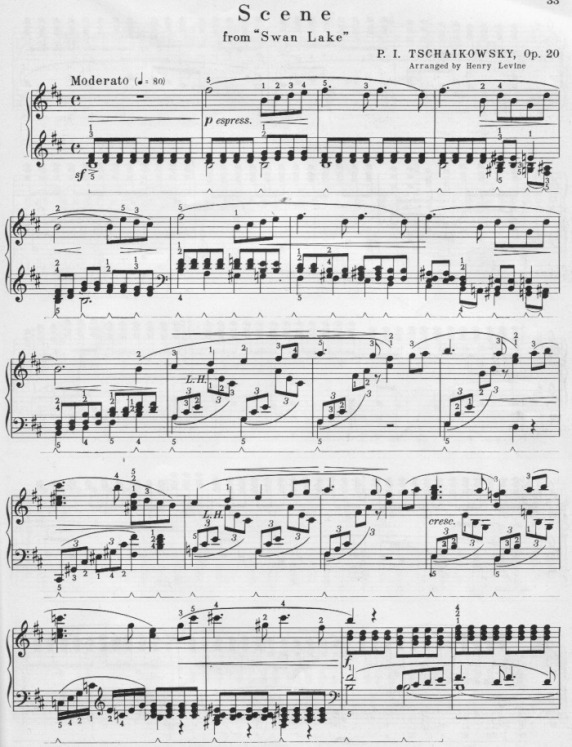 33
Scene
from "Swan Lake"
P. I. TSCHAIKOWSKY, Op. 20
Arranged by Henry Levine
Moderato (♩= 80)
p espress.
sf
L.H.
L.H.
cresc.
f